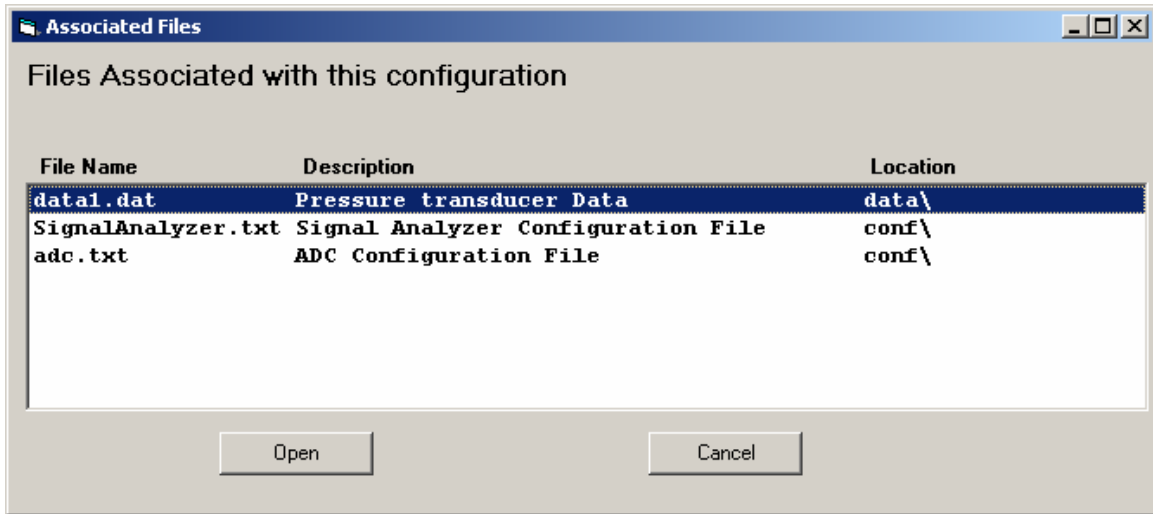 Associated Files
Files Associated with this configuration
File Name Description Location
data1.dat Pressure transducer Data data\
SignalAnalyzer.txt Signal Analyzer Configuration File conf\
adc.txt ADC Configuration File conf\
Open Cancel